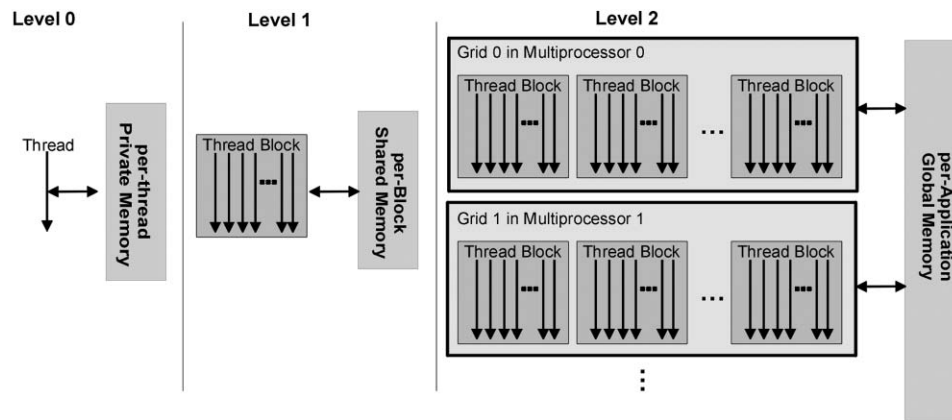 Level 0
Level 1
Level 2
Thread
per-thread
Private Memory
Thread Block
per-Block
Shared Memory
Grid 0 in Multiprocessor 0
Thread Block
Thread Block
...
Thread Block
Grid 1 in Multiprocessor 1
Thread Block
Thread Block
...
Thread Block
per-Application
Global Memory